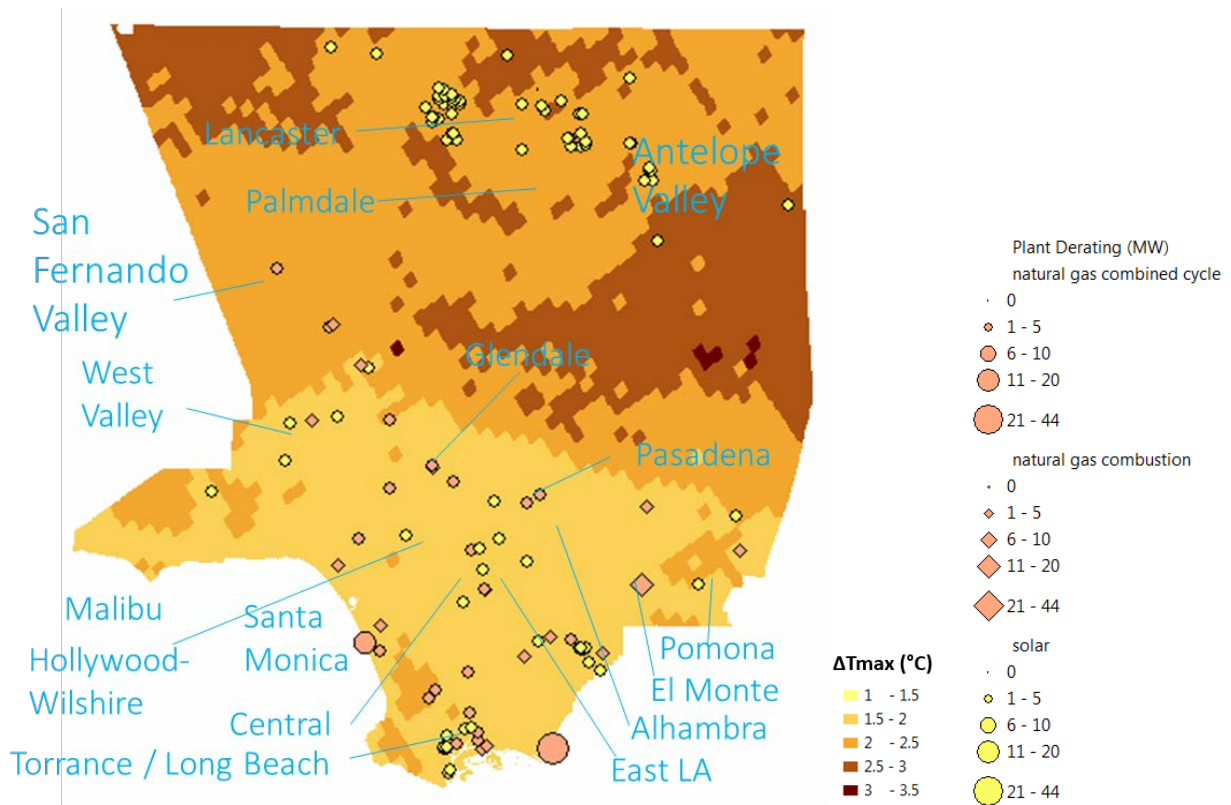 Lancaster
Antelope
Valley
Palmdale
San
Fernando
Valley
West
Valley
Glendale
Pasadena
Malibu
Santa
Monica
Hollywood-
Wilshire
Central
Torrance / Long Beach
Pomona
El Monte
Alhambra
East LA
ΔTmax (°C)
1 - 1.5
1.5 - 2
2 - 2.5
2.5 - 3
3 - 3.5
Plant Derating (MW)
natural gas combined cycle
0
1 - 5
6 - 10
11 - 20
21 - 44
natural gas combustion
0
1 - 5
6 - 10
11 - 20
21 - 44
solar
0
1 - 5
6 - 10
11 - 20
21 - 44